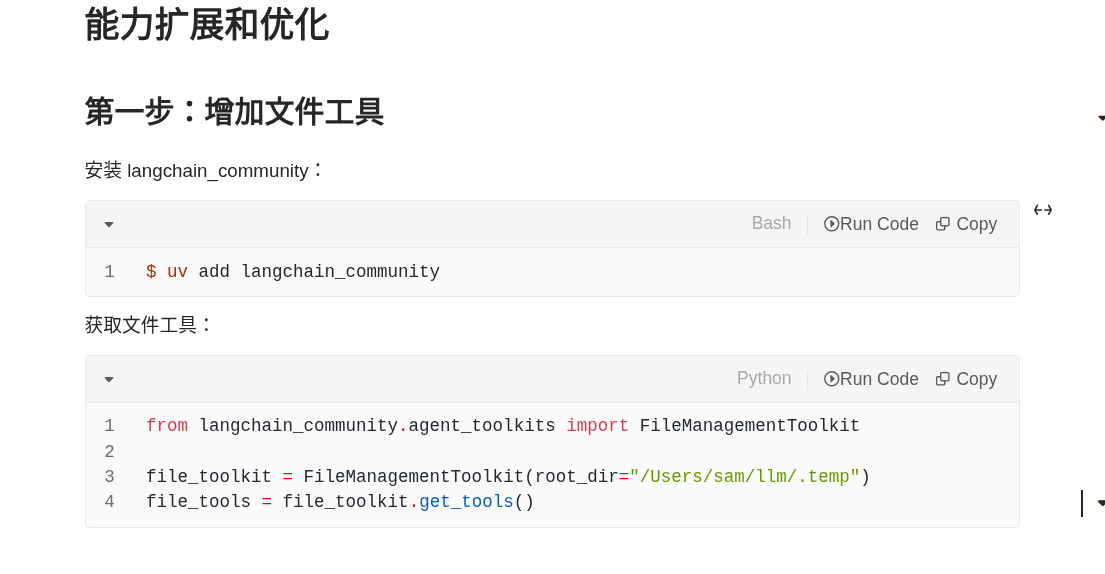 能力扩展和优化
第一步：增加文件工具
安装 langchain_community：
Bash Run Code Copy
1 $ uv add langchain_community
获取文件工具：
Python Run Code Copy
1 from langchain_community.agent_toolkits import FileManagementToolkit
2
3 file_toolkit = FileManagementToolkit(root_dir="/Users/sam/llm/.temp")
4 file_tools = file_toolkit.get_tools()